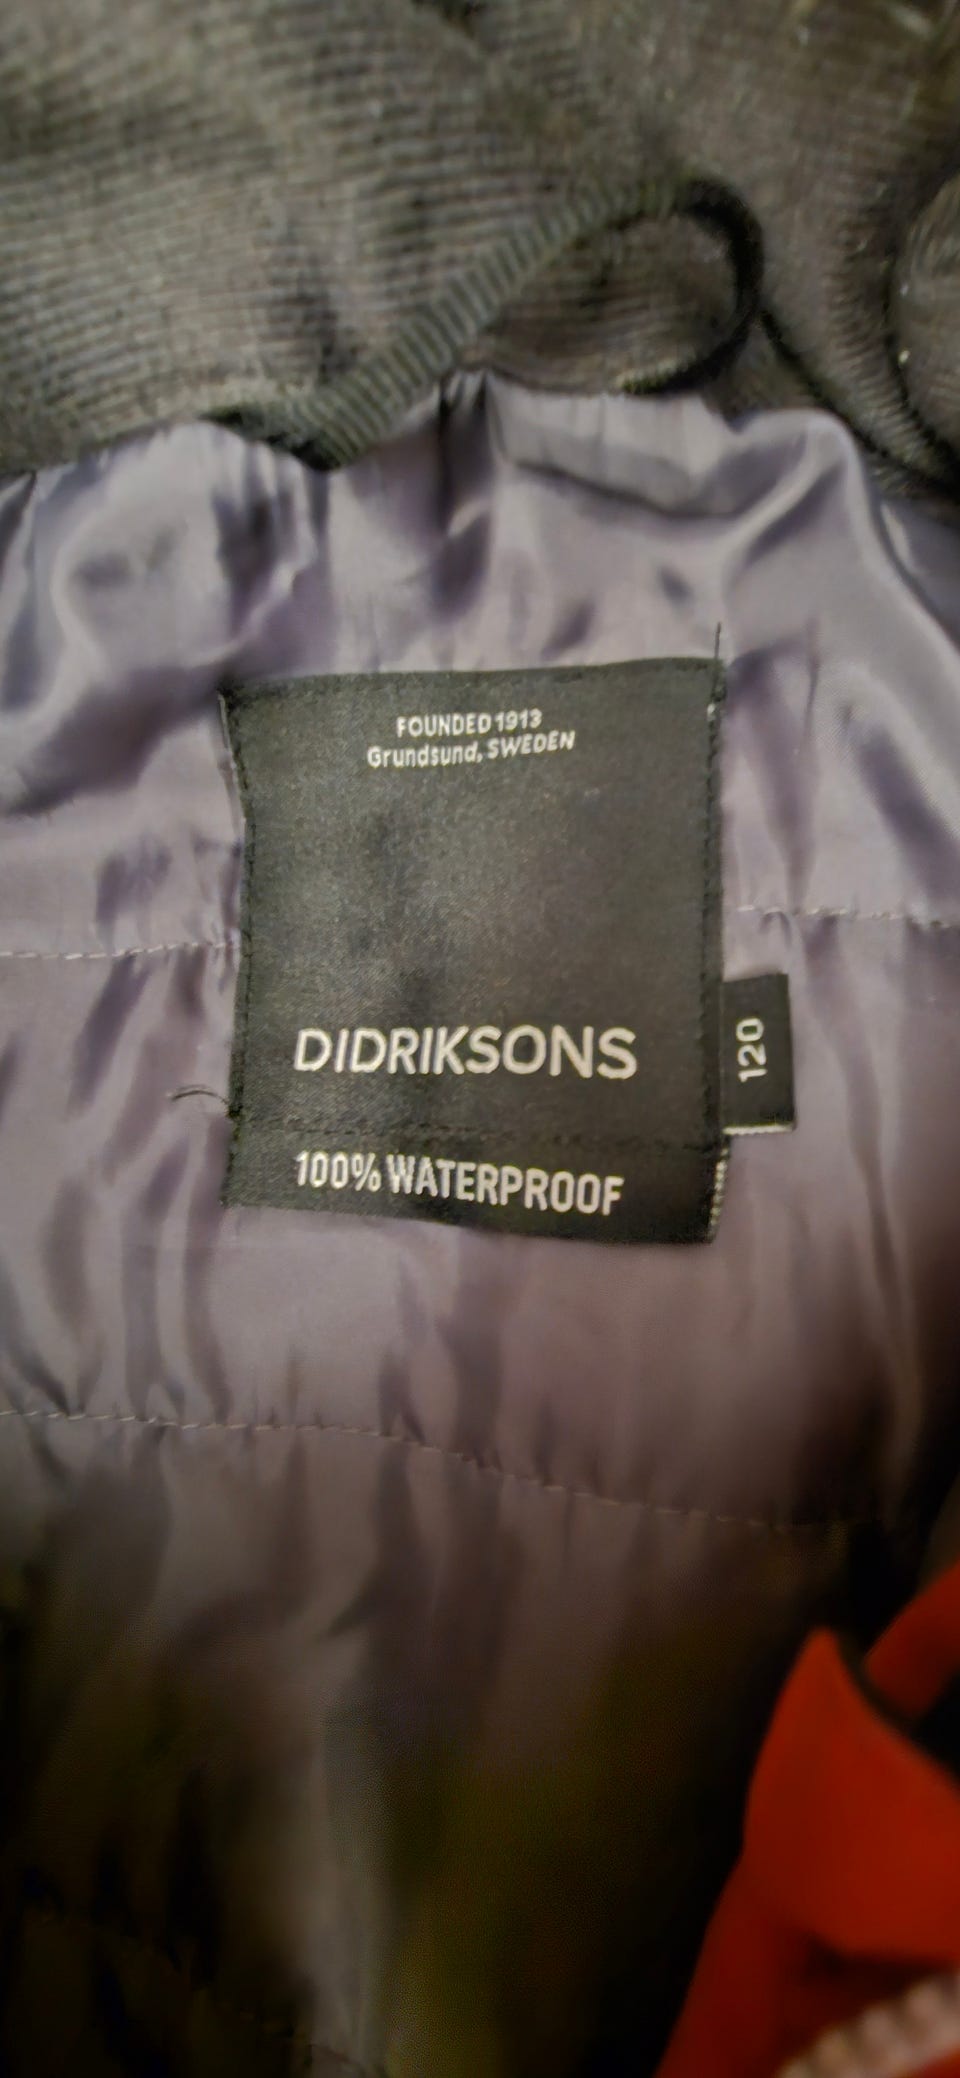 FOUNDED 1913
Grundsund, SWEDEN
DIDRIKSONS
120
100% WATERPROOF